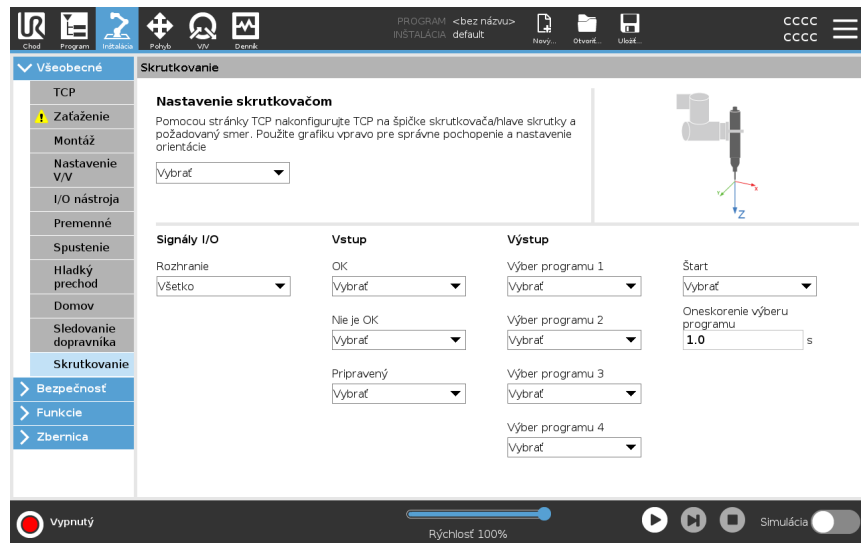 PROGRAM <bez názvu>
INŠTALÁCIA default
cccc
cccc
Chod Program Inštalácia Pohyb V/V Denník Nový... Otvoriť... Uložiť...
Všeobecné
TCP
Zaťaženie
Montáž
Nastavenie
V/V
I/O nástroja
Premenné
Spustenie
Hladký
prechod
Domov
Sledovanie
dopravníka
Skrutkovanie
Bezpečnosť
Funkcie
Zbernica
Skrutkovanie
Nastavenie skrutkovačom
Pomocou stránky TCP nakonfigurujte TCP na špičke skrutkovača/hlave skrutky a
požadovaný smer. Použite grafiku vpravo pre správne pochopenie a nastavenie
orientácie
Vybrať
Y X
Z
Signály I/O Vstup Výstup
Rozhranie OK Výber programu 1 Štart
Všetko Vybrať Vybrať Vybrať
Nie je OK Výber programu 2 Oneskorenie výberu
programu
Vybrať Vybrať 1.0 s
Pripravený Výber programu 3
Vybrať Vybrať
Výber programu 4
Vybrať
Vypnutý
Rýchlosť 100%
Simulácia